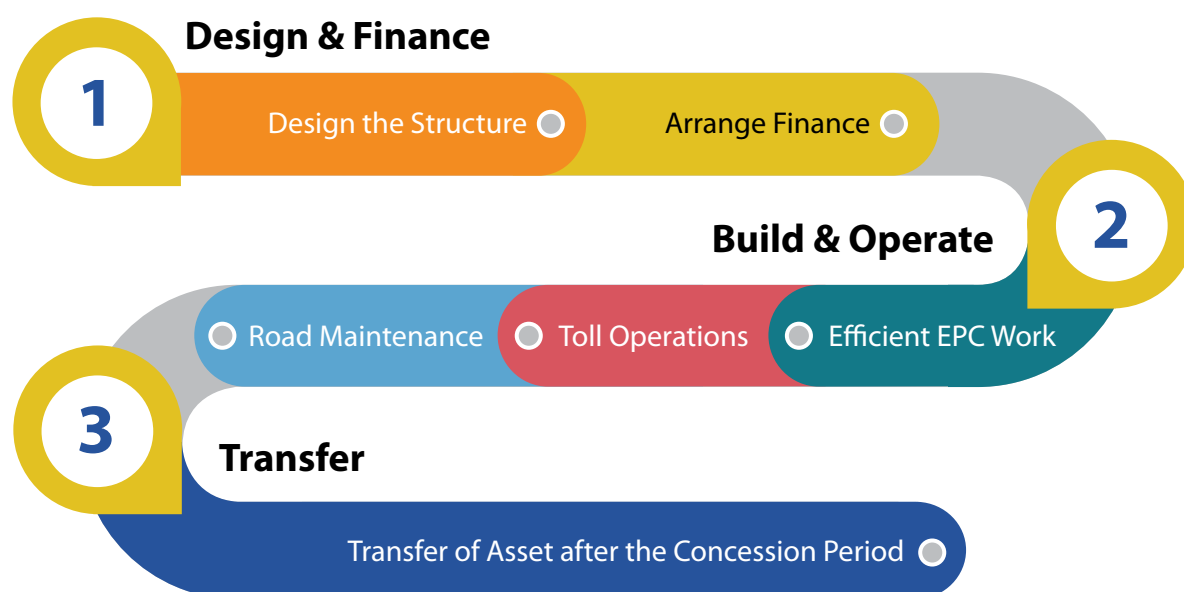 Design & Finance
1
Design the Structure
Arrange Finance
2
Build & Operate
Road Maintenance
Toll Operations
Efficient EPC Work
3
Transfer
Transfer of Asset after the Concession Period